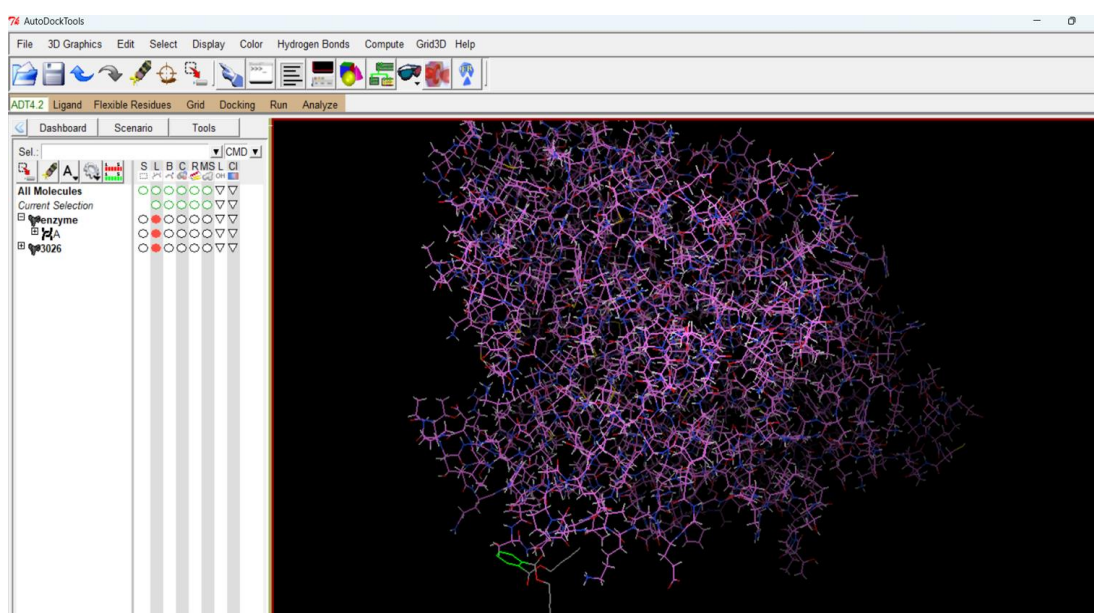 AutoDockTools
File 3D Graphics Edit Select Display Color Hydrogen Bonds Compute Grid3D Help
ADT4.2 Ligand Flexible Residues Grid Docking Run Analyze
Dashboard Scenario Tools
Sel.: CMD
A S L B C R MS L Cl
All Molecules
Current Selection
enzyme
A
3026